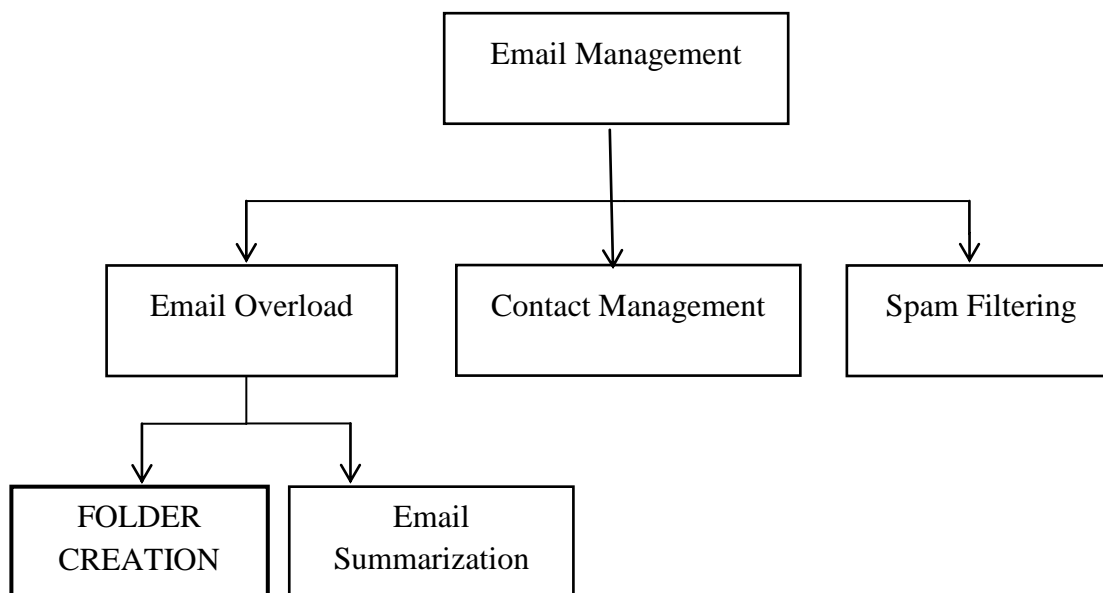 Email Management
Email Overload
Contact Management
Spam Filtering
FOLDER
CREATION
Email
Summarization